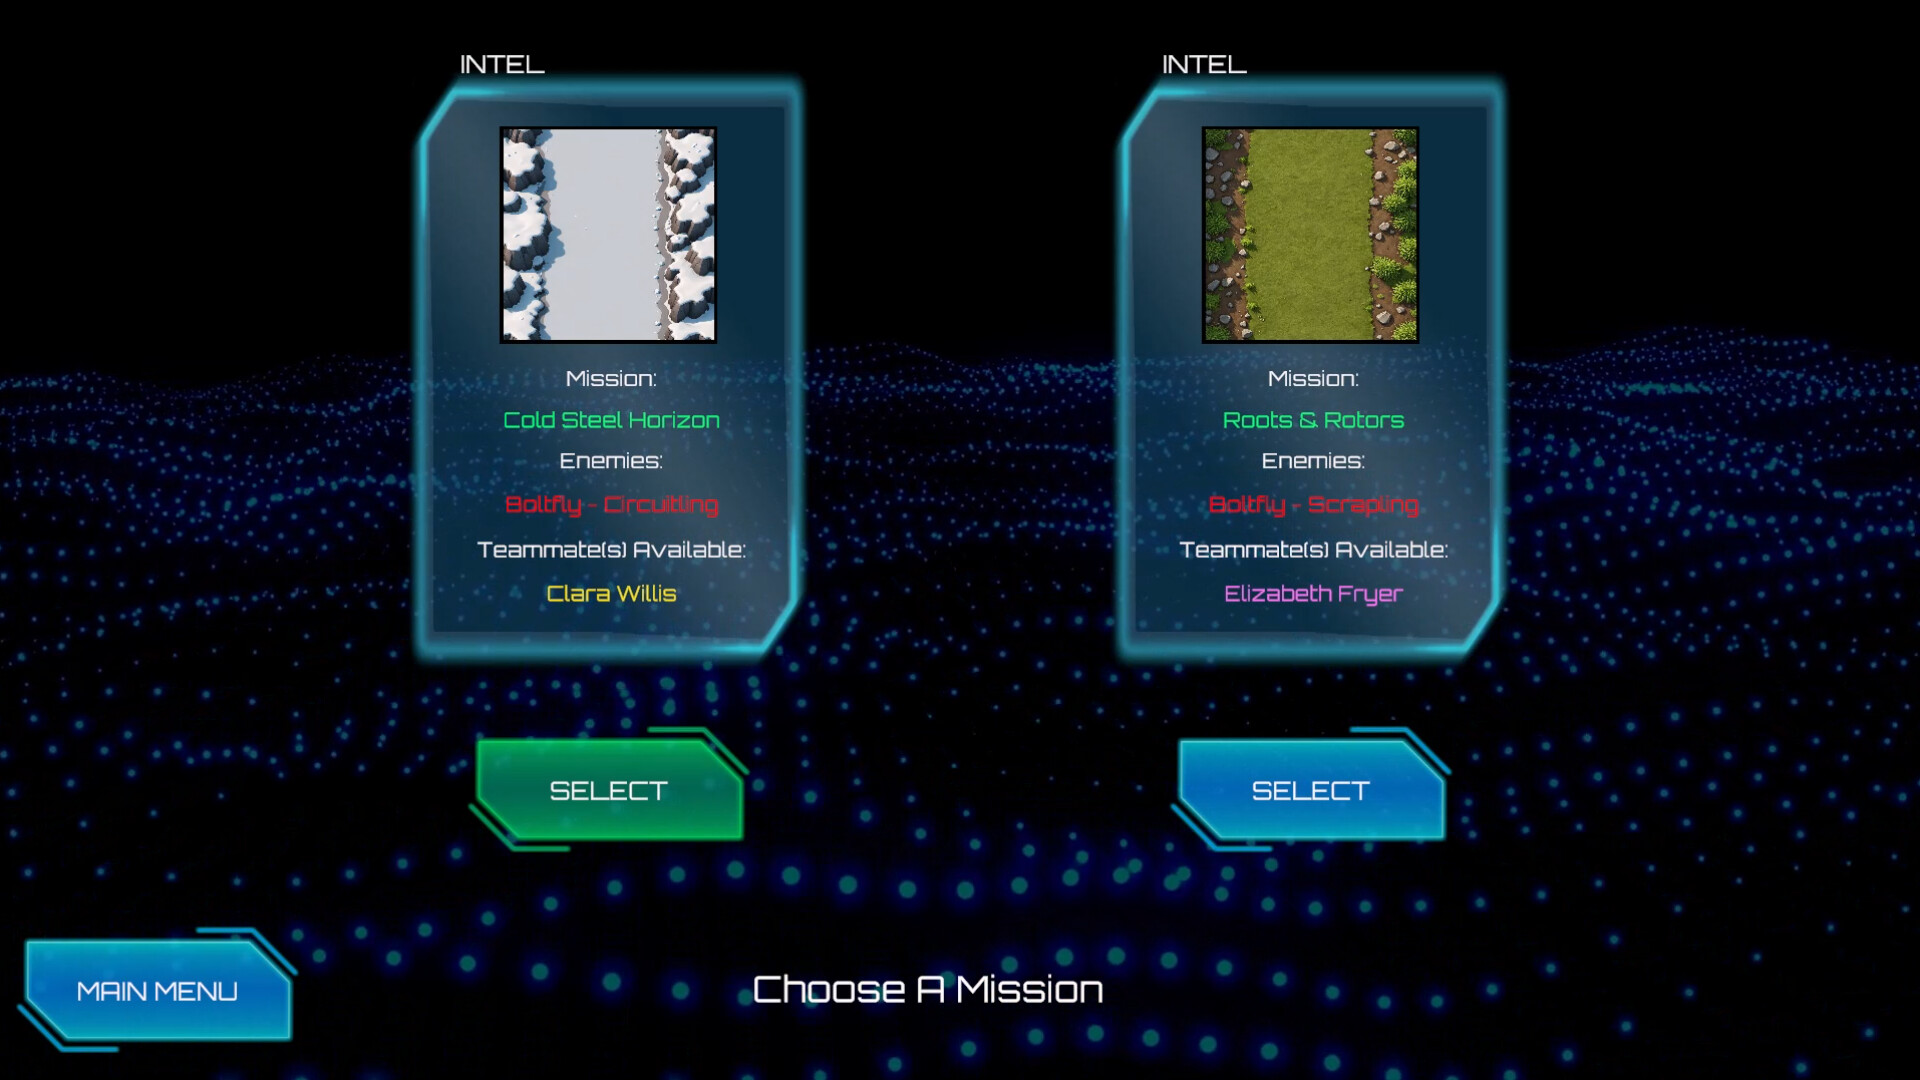 INTEL
Mission:
Cold Steel Horizon
Enemies:
Boltfly - Circuitling
Teammate(s) Available:
Clara Willis
SELECT
INTEL
Mission:
Roots & Rotors
Enemies:
Boltfly - Scrapling
Teammate(s) Available:
Elizabeth Fryer
SELECT
MAIN MENU
Choose A Mission